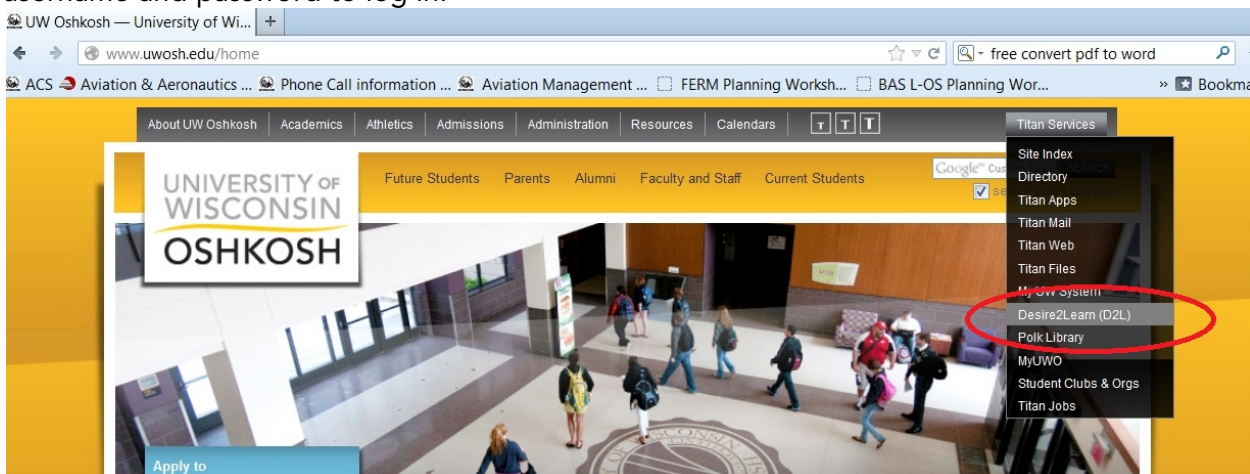 username and password to log in.
UW Oshkosh — University of Wi... +
www.uwosh.edu/home
free convert pdf to word
ACS Aviation & Aeronautics ... Phone Call information ... Aviation Management ... FERM Planning Worksh... BAS L-OS Planning Wor... » Bookma
About UW Oshkosh Academics Athletics Admissions Administration Resources Calendars T T T Titan Services
Future Students Parents Alumni Faculty and Staff Current Students
Google™ Cus SEARCH
UNIVERSITY OF
WISCONSIN
OSHKOSH
Site Index
Directory
Titan Apps
Titan Mail
Titan Web
Titan Files
My UW System
Desire2Learn (D2L)
Polk Library
MyUWO
Student Clubs & Orgs
Titan Jobs
Apply to